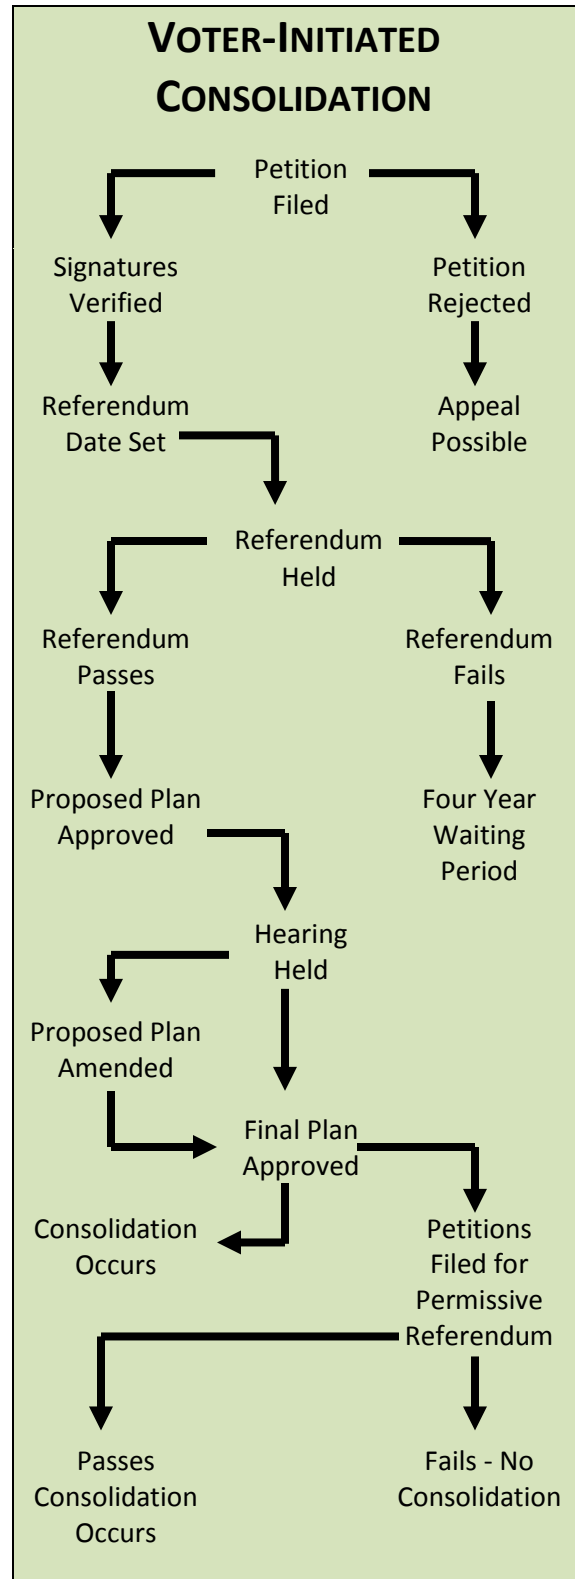 VOTER-INITIATED
CONSOLIDATION
Petition
Filed
Signatures
Verified
Petition
Rejected
Referendum
Date Set
Appeal
Possible
Referendum
Held
Referendum
Passes
Referendum
Fails
Proposed Plan
Approved
Four Year
Waiting
Period
Hearing
Held
Proposed Plan
Amended
Final Plan
Approved
Consolidation
Occurs
Petitions
Filed for
Permissive
Referendum
Passes
Consolidation
Occurs
Fails - No
Consolidation